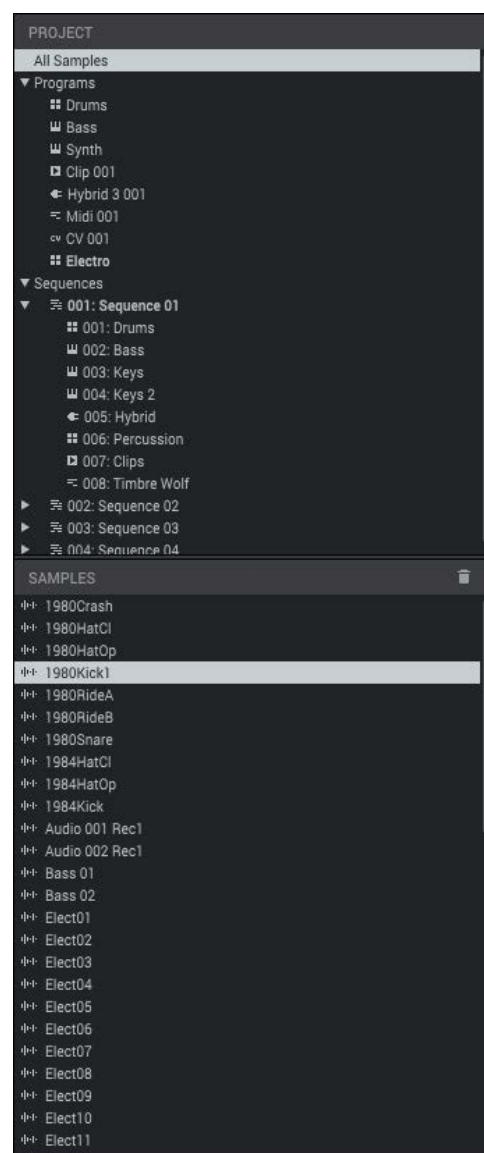 PROJECT
All Samples
Programs
Drums
Bass
Synth
Clip 001
Hybrid 3 001
Midi 001
CV CV 001
Electro
Sequences
001: Sequence 01
001: Drums
002: Bass
003: Keys
004: Keys 2
005: Hybrid
006: Percussion
007: Clips
008: Timbre Wolf
002: Sequence 02
003: Sequence 03
004: Sequence 04
SAMPLES
1980Crash
1980HatCl
1980HatOp
1980Kick1
1980RideA
1980RideB
1980Snare
1984HatCl
1984HatOp
1984Kick
Audio 001 Rec1
Audio 002 Rec1
Bass 01
Bass 02
Elect01
Elect02
Elect03
Elect04
Elect05
Elect06
Elect07
Elect08
Elect09
Elect10
Elect11